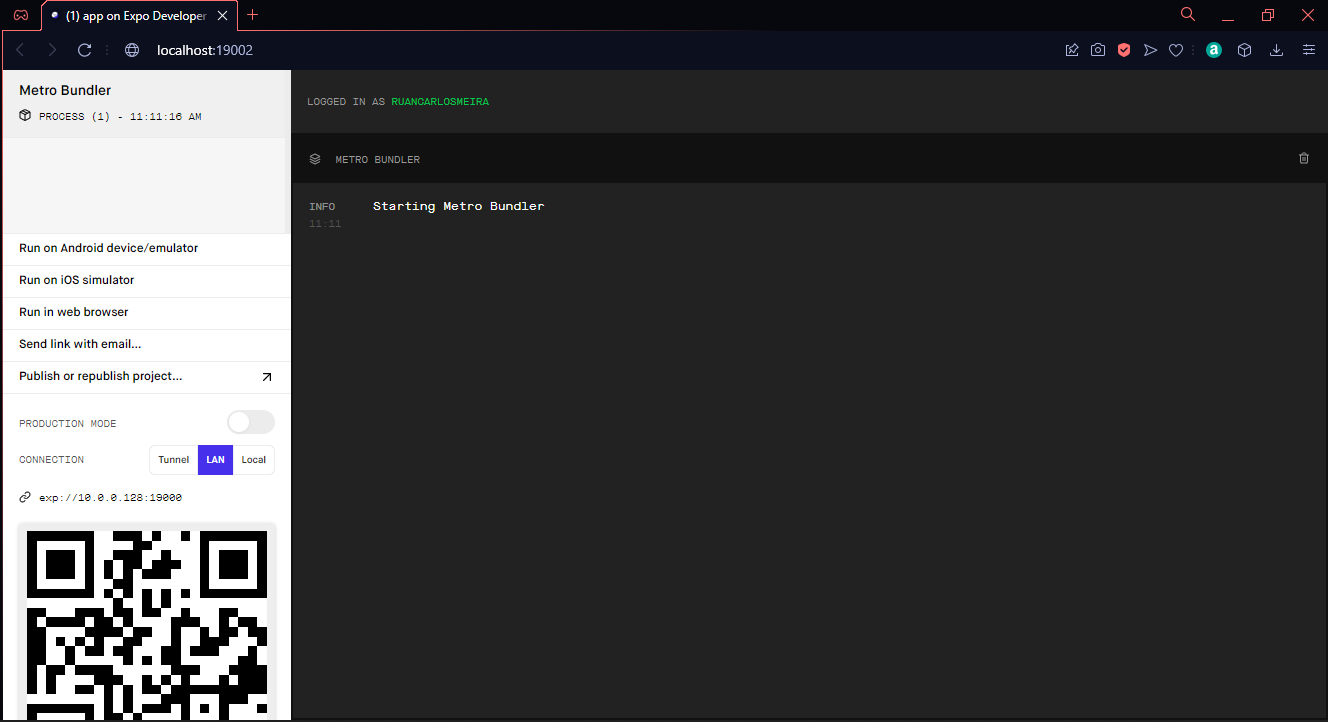 (1) app on Expo Developer
localhost:19002
Metro Bundler
PROCESS (1) - 11:11:16 AM
Run on Android device/emulator
Run on iOS simulator
Run in web browser
Send link with email...
Publish or republish project...
PRODUCTION MODE
CONNECTION
Tunnel LAN Local
exp://10.0.0.128:19000
LOGGED IN AS RUANCARLOSMEIRA
METRO BUNDLER
INFO Starting Metro Bundler
11:11